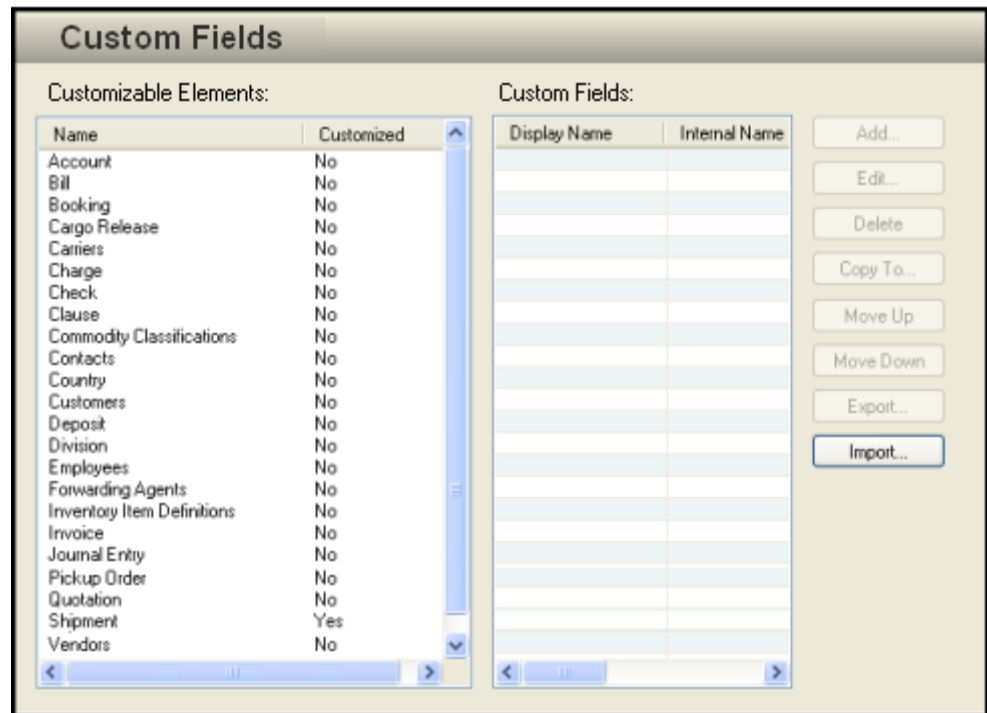 Custom Fields
Customizable Elements:
Name Customized
Account No
Bill No
Booking No
Cargo Release No
Carriers No
Charge No
Check No
Clause No
Commodity Classifications No
Contacts No
Country No
Customers No
Deposit No
Division No
Employees No
Forwarding Agents No
Inventory Item Definitions No
Invoice No
Journal Entry No
Pickup Order No
Quotation No
Shipment Yes
Vendors No
Custom Fields:
Display Name Internal Name
Add...
Edit...
Delete
Copy To...
Move Up
Move Down
Export...
Import...